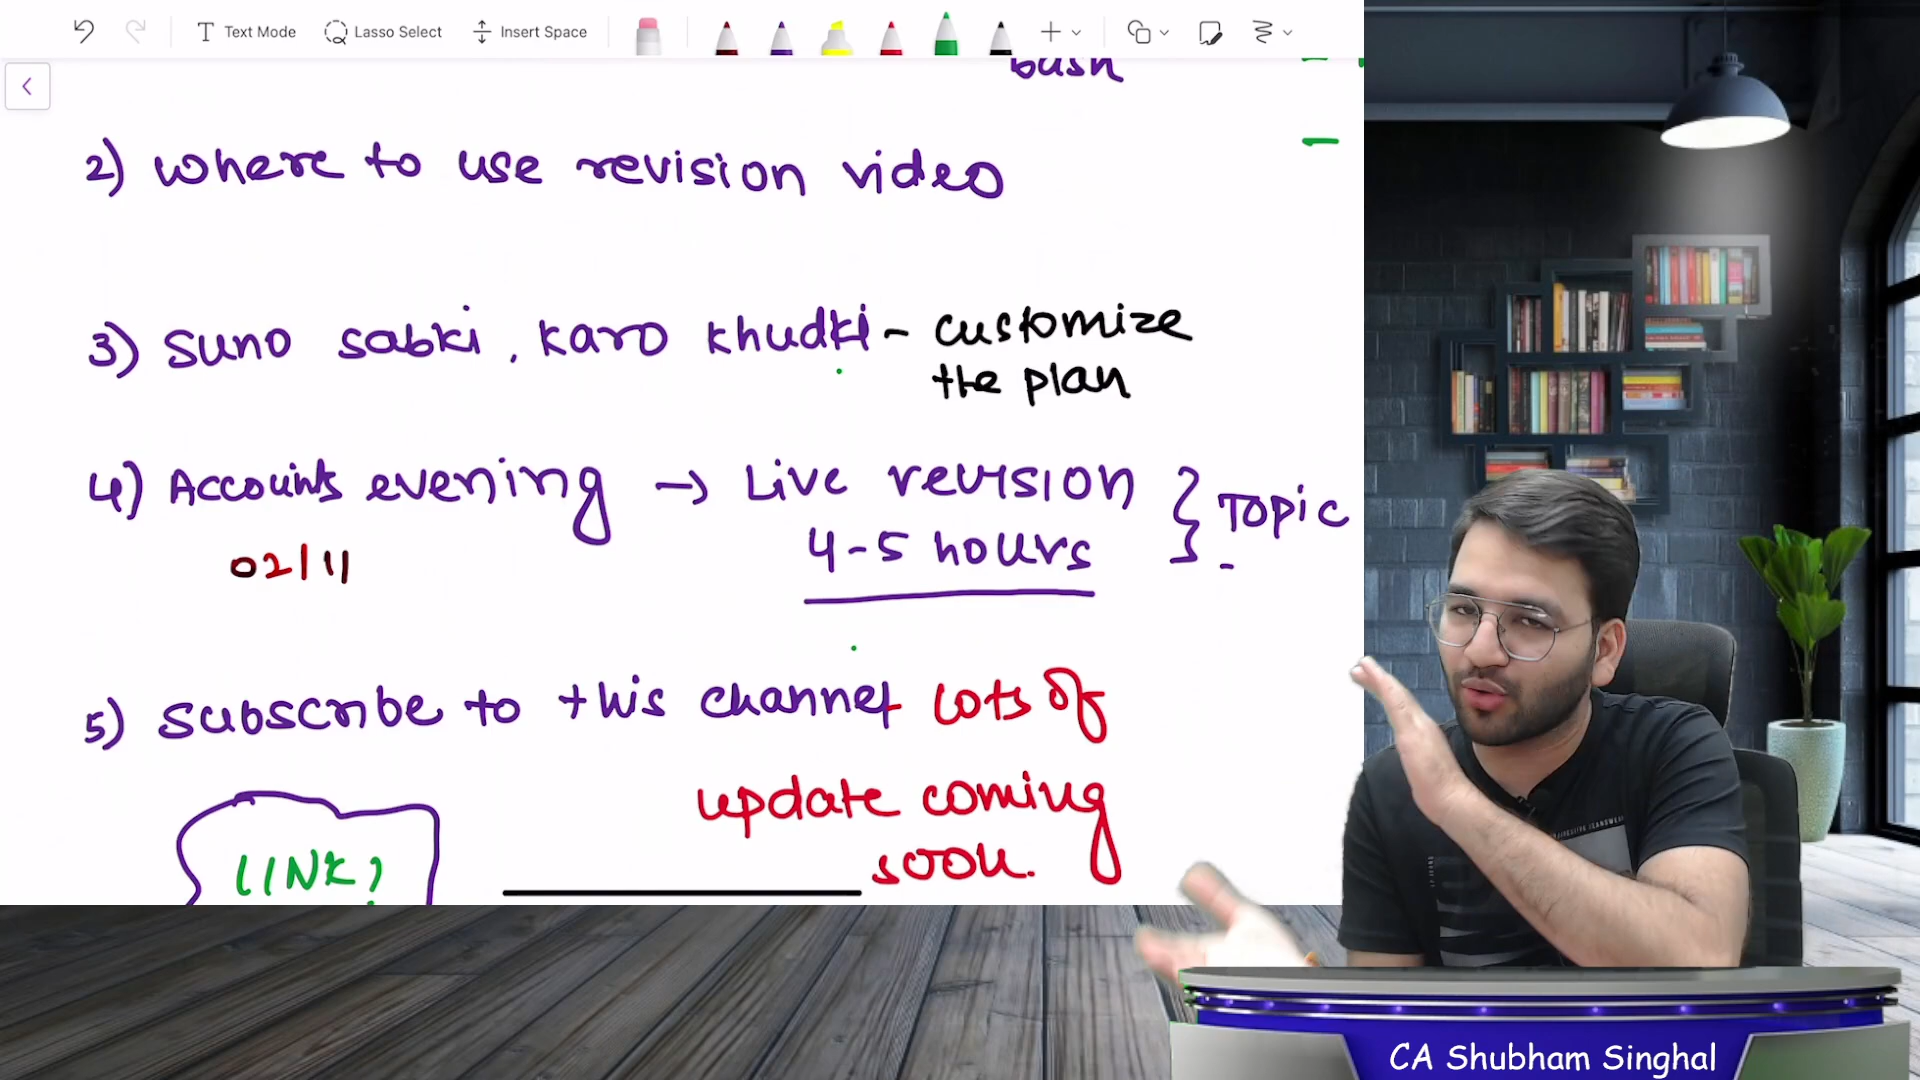 Text Mode
Lasso Select
Insert Space
bash
2) where to use revision video
3) suno sabki, karo khudki - customize
the plan
4) Accounts evening → Live revision } Topic
02/11
4-5 hours
5) subscribe to this channel lots of
update coming
soon.
LINK?
CA Shubham Singhal